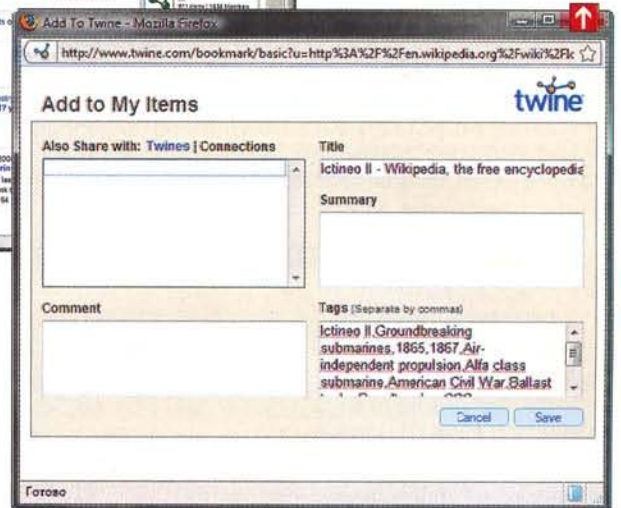 Add To Twine - Mozilla Firefox
http://www.twine.com/bookmark/basic?u=http%3A%2F%2Fen.wikipedia.org%2Fwiki%2FIc
Add to My Items
twine
Also Share with: Twines | Connections
Title
Ictineo II - Wikipedia, the free encyclopedia
Summary
Comment
Tags (Separate by commas)
Ictineo II,Groundbreaking
submarines,1865,1867,Air-
independent propulsion,Alfa class
submarine,American Civil War,Ballast
Cancel
Save
Готово